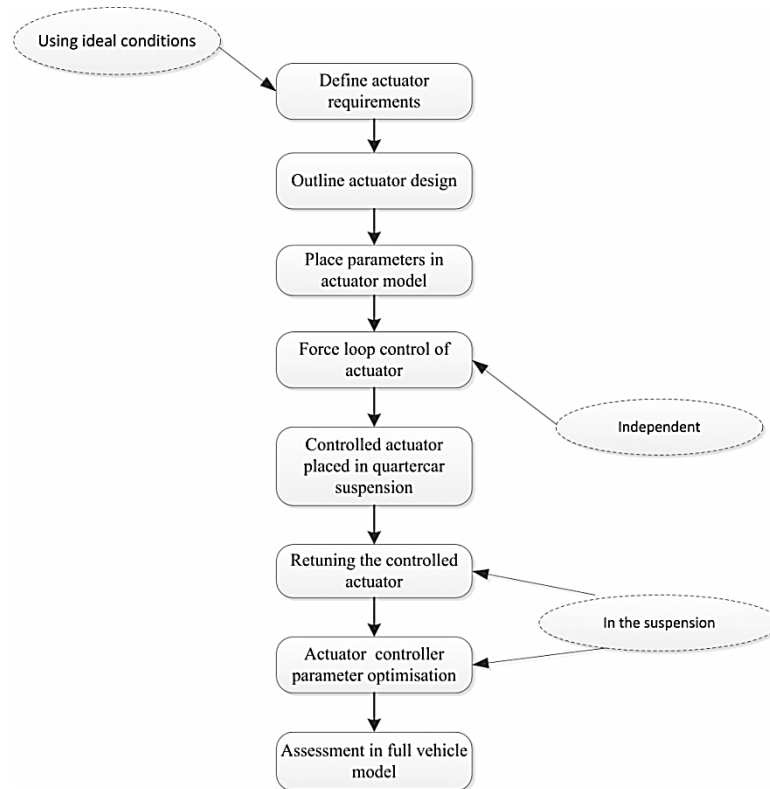 Using ideal conditions
Define actuator
requirements
Outline actuator design
Place parameters in
actuator model
Force loop control of
actuator
Independent
Controlled actuator
placed in quartercar
suspension
Retuning the controlled
actuator
In the suspension
Actuator controller
parameter optimisation
Assessment in full vehicle
model